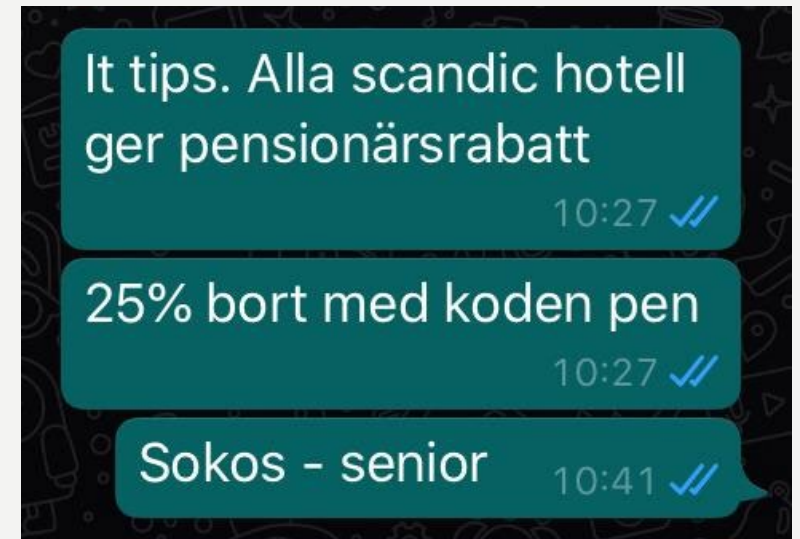 It tips. Alla scandic hotell
ger pensionärsrabatt
10:27
25% bort med koden pen
10:27
Sokos - senior 10:41